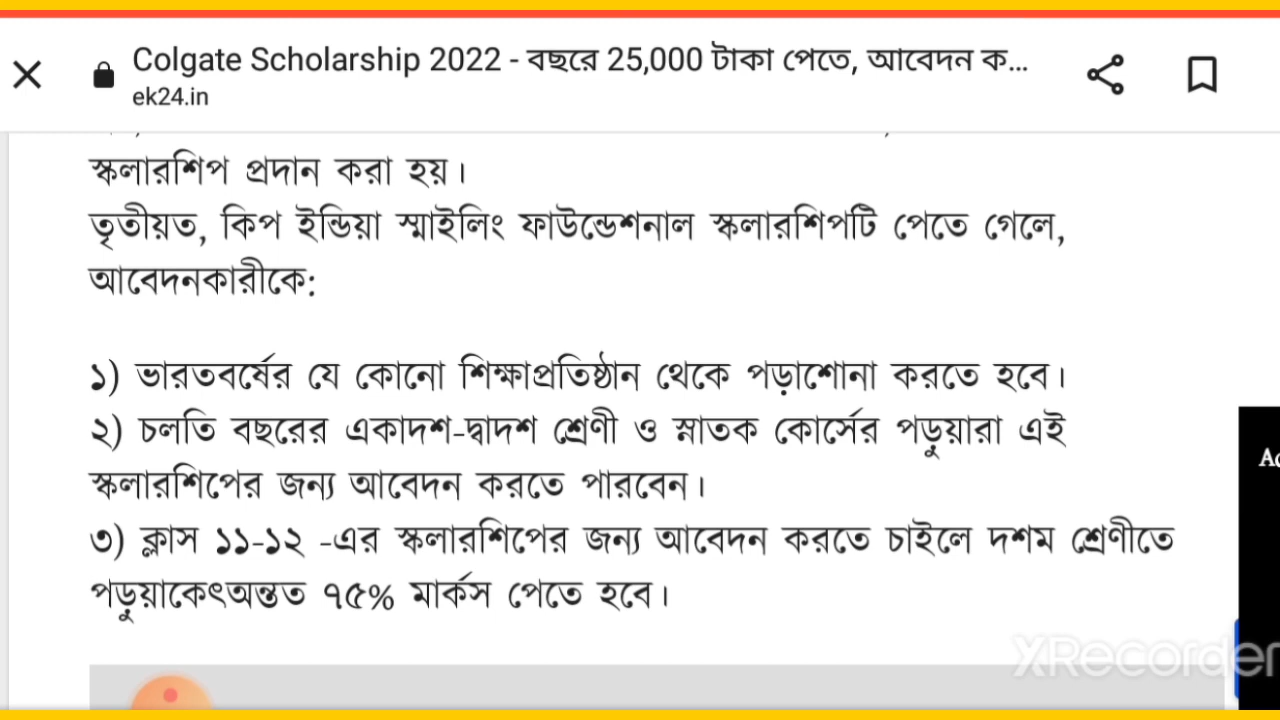 Colgate Scholarship 2022 - বছরে 25,000 টাকা পেতে, আবেদন ক...
ek24.in
স্কলারশিপ প্রদান করা হয়।
তৃতীয়ত, কিপ ইন্ডিয়া স্মাইলিং ফাউন্ডেশনাল স্কলারশিপটি পেতে গেলে,
আবেদনকারীকে:
১) ভারতবর্ষের যে কোনো শিক্ষাপ্রতিষ্ঠান থেকে পড়াশোনা করতে হবে।
২) চলতি বছরের একাদশ-দ্বাদশ শ্রেণী ও স্নাতক কোর্সের পড়ুয়ারা এই
স্কলারশিপের জন্য আবেদন করতে পারবেন।
৩) ক্লাস ১১-১২ -এর স্কলারশিপের জন্য আবেদন করতে চাইলে দশম শ্রেণীতে
পড়ুয়াকেৎঅন্তত ৭৫% মার্কস পেতে হবে।
XRecorder